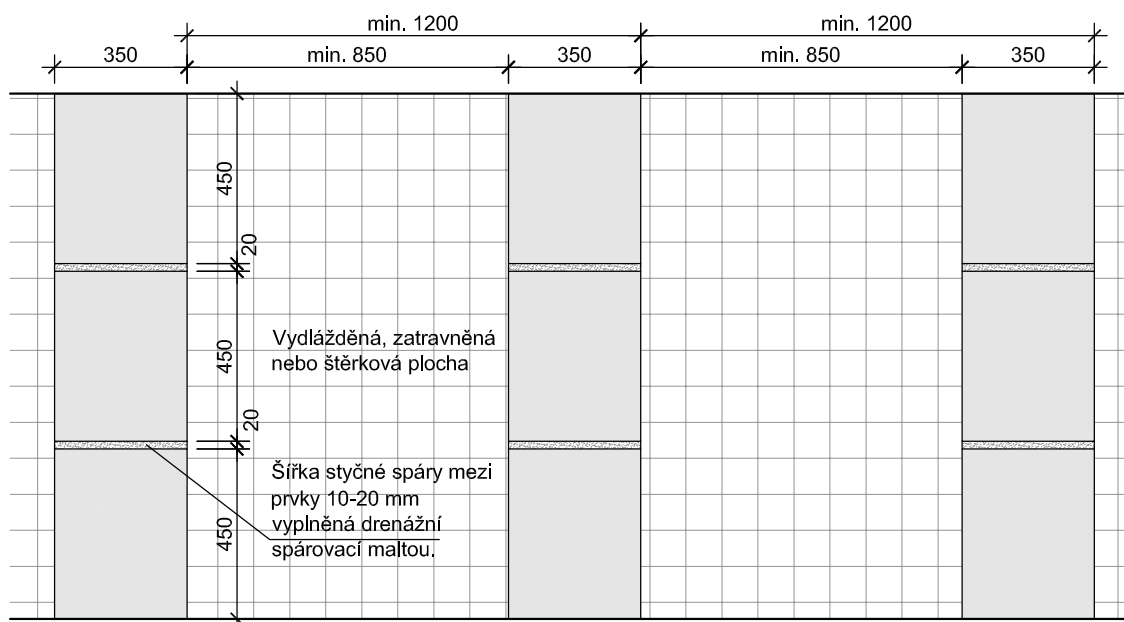 min. 1200
min. 1200
350
min. 850
350
min. 850
350
450
20
450
20
450
Vydlážděná, zatravněná
nebo štěrková plocha
Šířka styčné spáry mezi
prvky 10-20 mm
vyplněná drenážní
spárovací maltou.